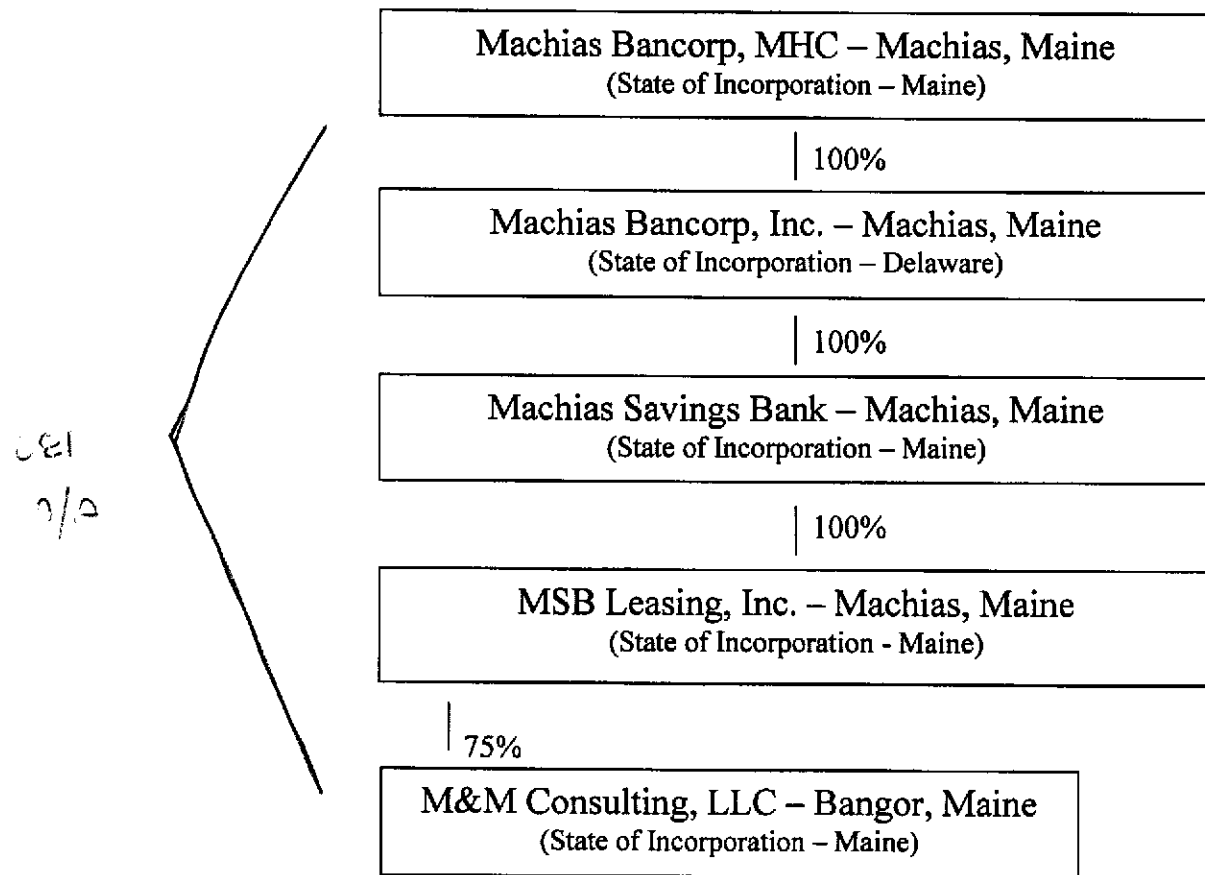 Machias Bancorp, MHC – Machias, Maine
(State of Incorporation – Maine)
100%
Machias Bancorp, Inc. – Machias, Maine
(State of Incorporation – Delaware)
100%
Machias Savings Bank – Machias, Maine
(State of Incorporation – Maine)
100%
MSB Leasing, Inc. – Machias, Maine
(State of Incorporation - Maine)
75%
M&M Consulting, LLC – Bangor, Maine
(State of Incorporation – Maine)